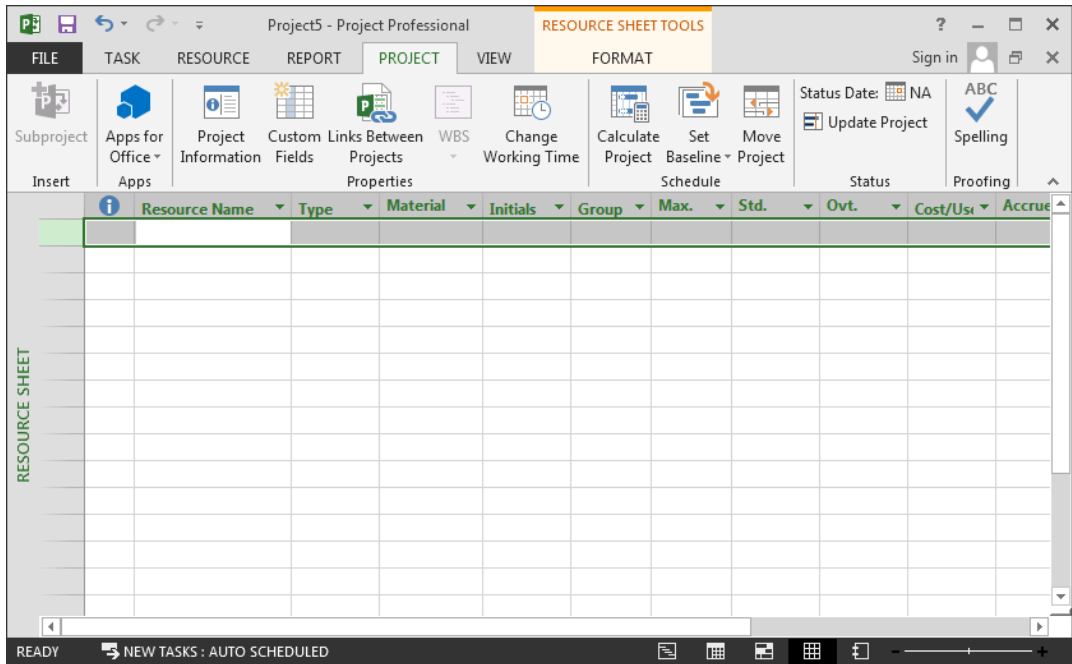 Project5 - Project Professional
RESOURCE SHEET TOOLS
?
FILE TASK RESOURCE REPORT PROJECT VIEW FORMAT Sign in
Subproject
Apps for Office
Project Information
Custom Fields
Links Between Projects
WBS
Change Working Time
Calculate Project
Set Baseline
Move Project
Status Date: NA
Update Project
ABC
Spelling
Insert Apps Properties Schedule Status Proofing
Resource Name Type Material Initials Group Max. Std. Ovt. Cost/Use Accrue
RESOURCE SHEET
READY NEW TASKS : AUTO SCHEDULED